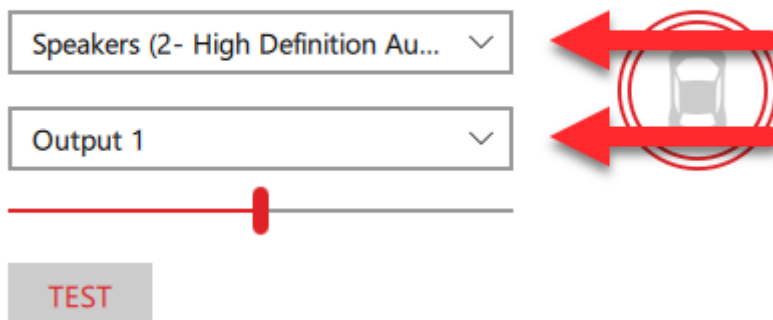 Speakers (2- High Definition Au...
Output 1
TEST